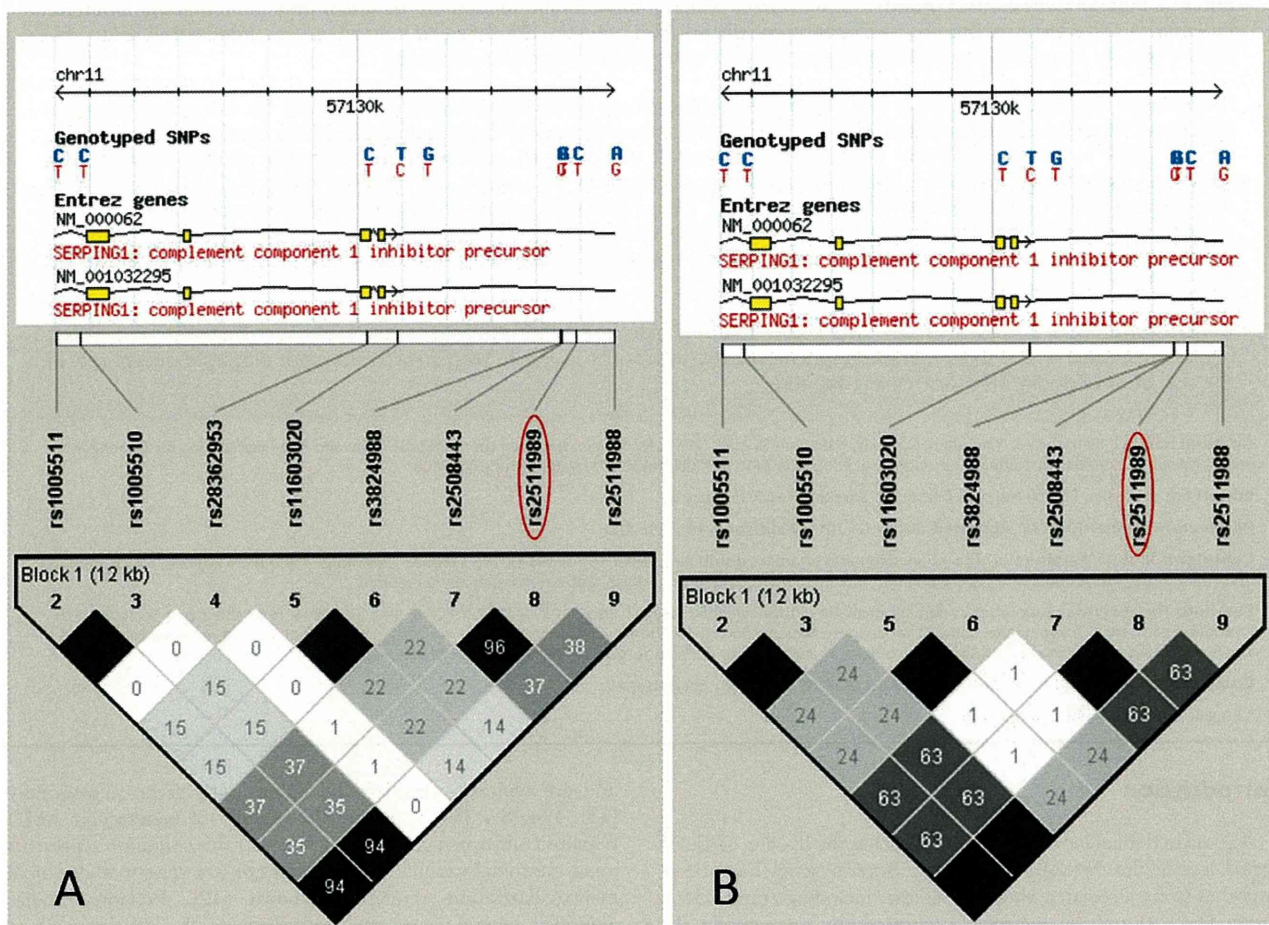 chr11
57130k
Genotyped SNPs
C C C T G C A
T T T C T T G
Entrez genes
NM_000062
SERPING1: complement component 1 inhibitor precursor
NM_001032295
SERPING1: complement component 1 inhibitor precursor
rs1005511
rs1005510
rs28362953
rs11603020
rs3824988
rs2508443
rs2511989
rs2511988
Block 1 (12 kb)
2 3 4 5 6 7 8 9
0 0 22 96 38
0 15 0 22 22 37
15 15 1 22 14
15 37 1 14
37 35 0
35 94
94
A
chr11
57130k
Genotyped SNPs
C C C T G C A
T T T C T T G
Entrez genes
NM_000062
SERPING1: complement component 1 inhibitor precursor
NM_001032295
SERPING1: complement component 1 inhibitor precursor
rs1005511
rs1005510
rs11603020
rs3824988
rs2508443
rs2511989
rs2511988
Block 1 (12 kb)
2 3 5 6 7 8 9
24 1
24 24 1 1 63
24 63 1 24
63 63 24
63
B